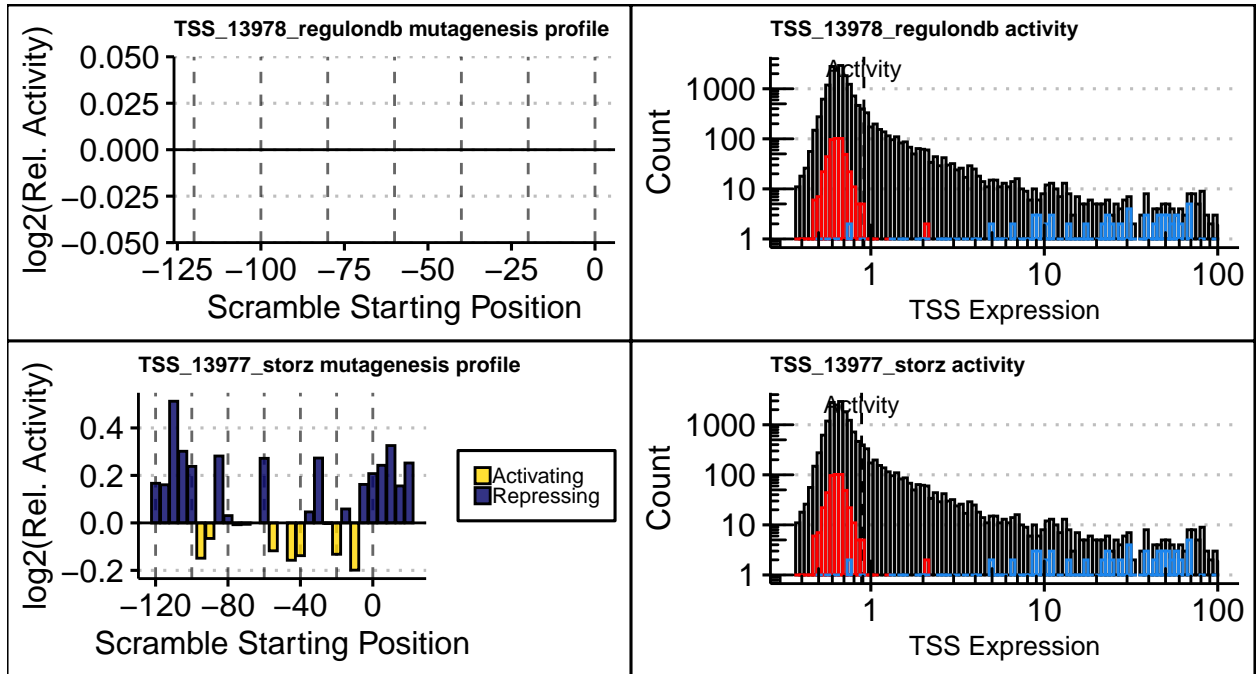 TSS_13978_regulondb mutagenesis profile
log2(Rel. Activity)
0.050
0.025
0.000
−0.025
−0.050
−125 −100 −75 −50 −25 0
Scramble Starting Position
TSS_13978_regulondb activity
Activity
Count
1000
100
10
1
1 10 100
TSS Expression
TSS_13977_storz mutagenesis profile
log2(Rel. Activity)
0.4
0.2
0.0
−0.2
−120 −80 −40 0
Scramble Starting Position
Activating
Repressing
TSS_13977_storz activity
Activity
Count
1000
100
10
1
1 10 100
TSS Expression